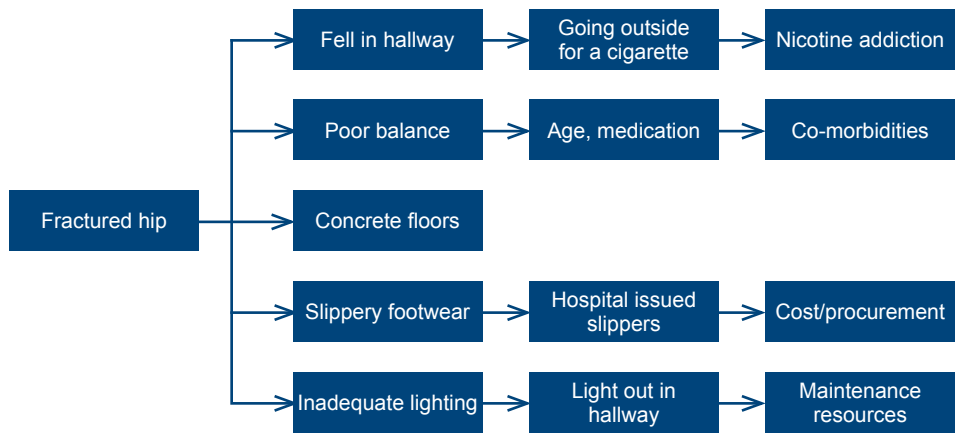 Fell in hallway
Going outside
for a cigarette
Nicotine addiction
Poor balance
Age, medication
Co-morbidities
Fractured hip
Concrete floors
Slippery footwear
Hospital issued
slippers
Cost/procurement
Inadequate lighting
Light out in
hallway
Maintenance
resources